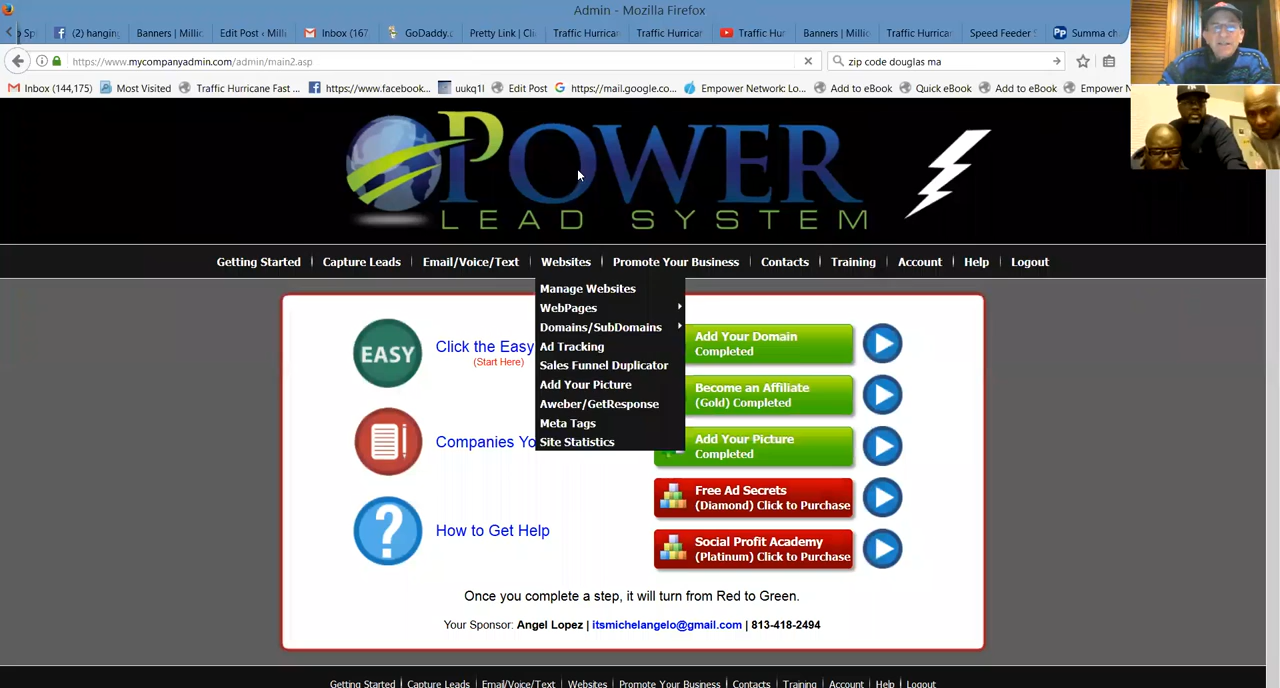 Admin - Mozilla Firefox
(2) hanging
Banners | Millic
Edit Post ‹ Milli
Inbox (167
GoDaddy.c
Pretty Link | Cl
Traffic Hurrican
Traffic Hurrican
Traffic Hur
Banners | Millic
Traffic Hurrican
Speed Feeder S
Summa ch
https://www.mycompanyadmin.com/admin/main2.asp
zip code douglas ma
Inbox (144,175)
Most Visited
Traffic Hurricane Fast ...
https://www.facebook...
uukq1l
Edit Post
https://mail.google.co...
Empower Network: Lo...
Add to eBook
Quick eBook
Add to eBook
Empower N
POWER
LEAD SYSTEM
Getting Started | Capture Leads | Email/Voice/Text | Websites | Promote Your Business | Contacts | Training | Account | Help | Logout
Manage Websites
WebPages
Domains/SubDomains
Ad Tracking
Sales Funnel Duplicator
Add Your Picture
Aweber/GetResponse
Meta Tags
Site Statistics
EASY
Click the Easy
(Start Here)
Companies Yo
How to Get Help
Add Your Domain
Completed
Become an Affiliate
(Gold) Completed
Add Your Picture
Completed
Free Ad Secrets
(Diamond) Click to Purchase
Social Profit Academy
(Platinum) Click to Purchase
Once you complete a step, it will turn from Red to Green.
Your Sponsor: Angel Lopez | itsmichelangelo@gmail.com | 813-418-2494
Getting Started | Capture Leads | Email/Voice/Text | Websites | Promote Your Business | Contacts | Training | Account | Help | Logout